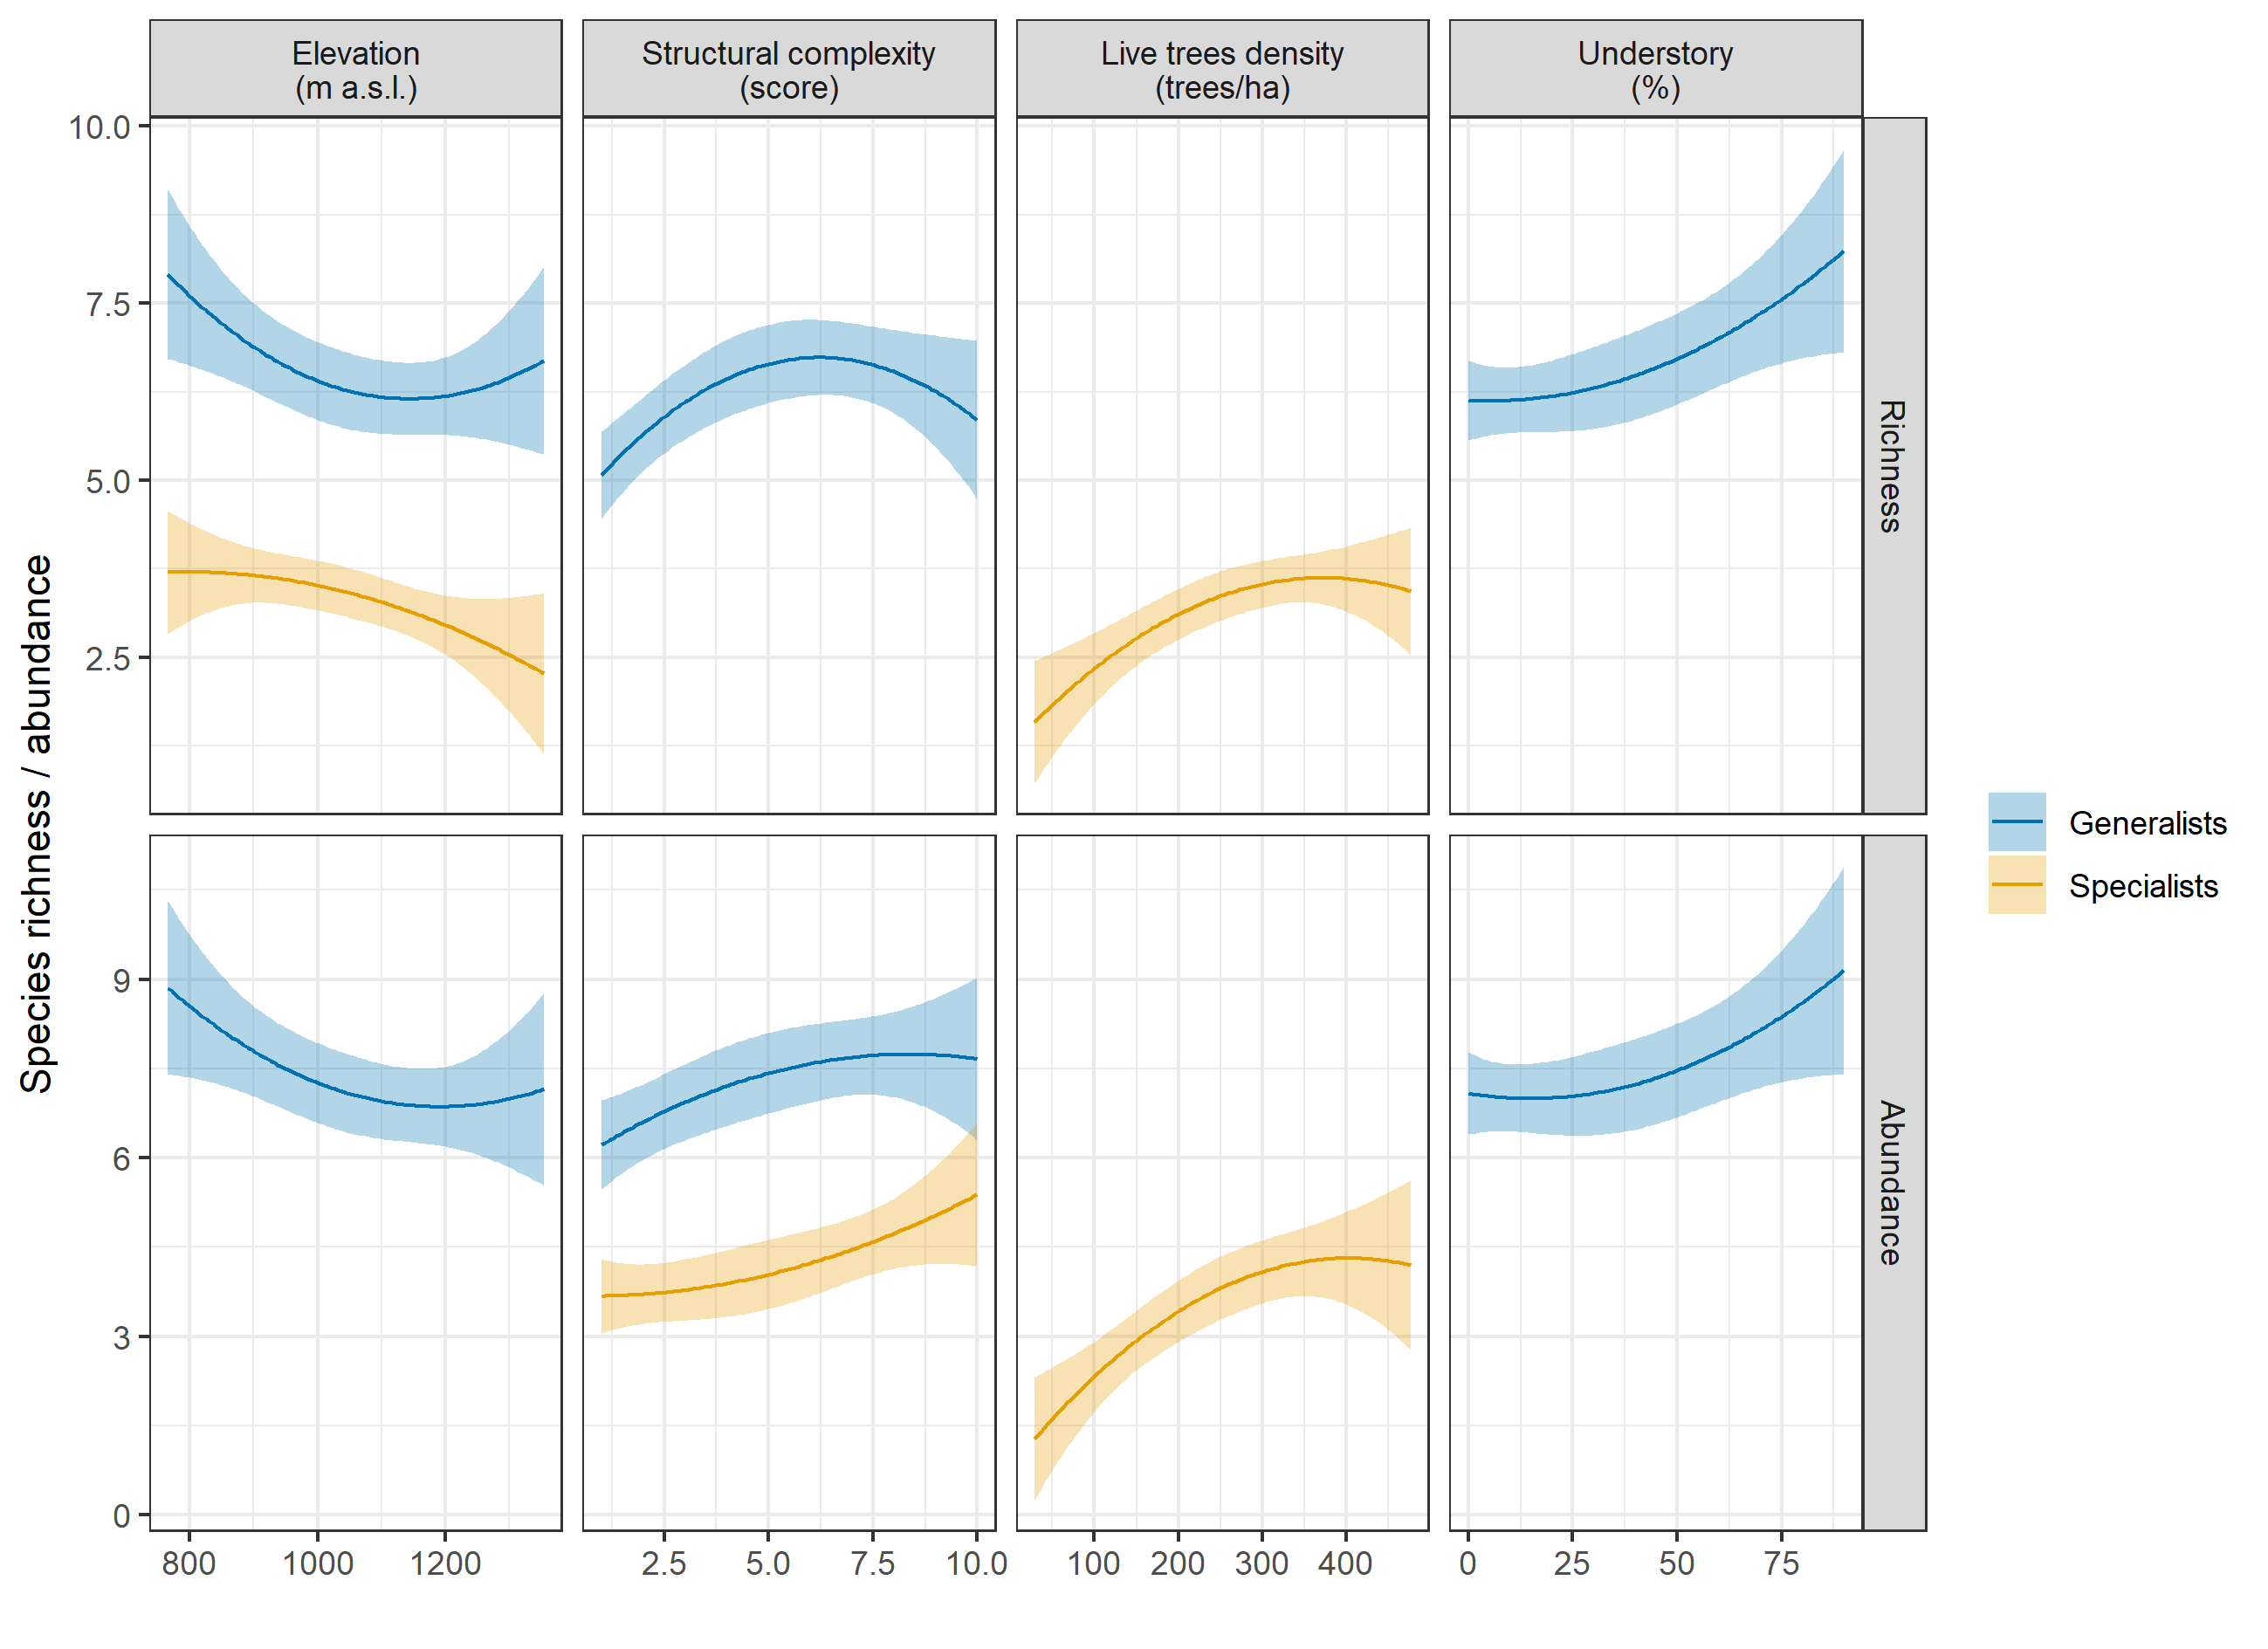 Elevation
(m a.s.l.)
Structural complexity
(score)
Live trees density
(trees/ha)
Understory
(%)
Species richness / abundance
10.0
7.5
5.0
2.5
Richness
9
6
3
0
Abundance
800 1000 1200
2.5 5.0 7.5 10.0
100 200 300 400
0 25 50 75
Generalists
Specialists